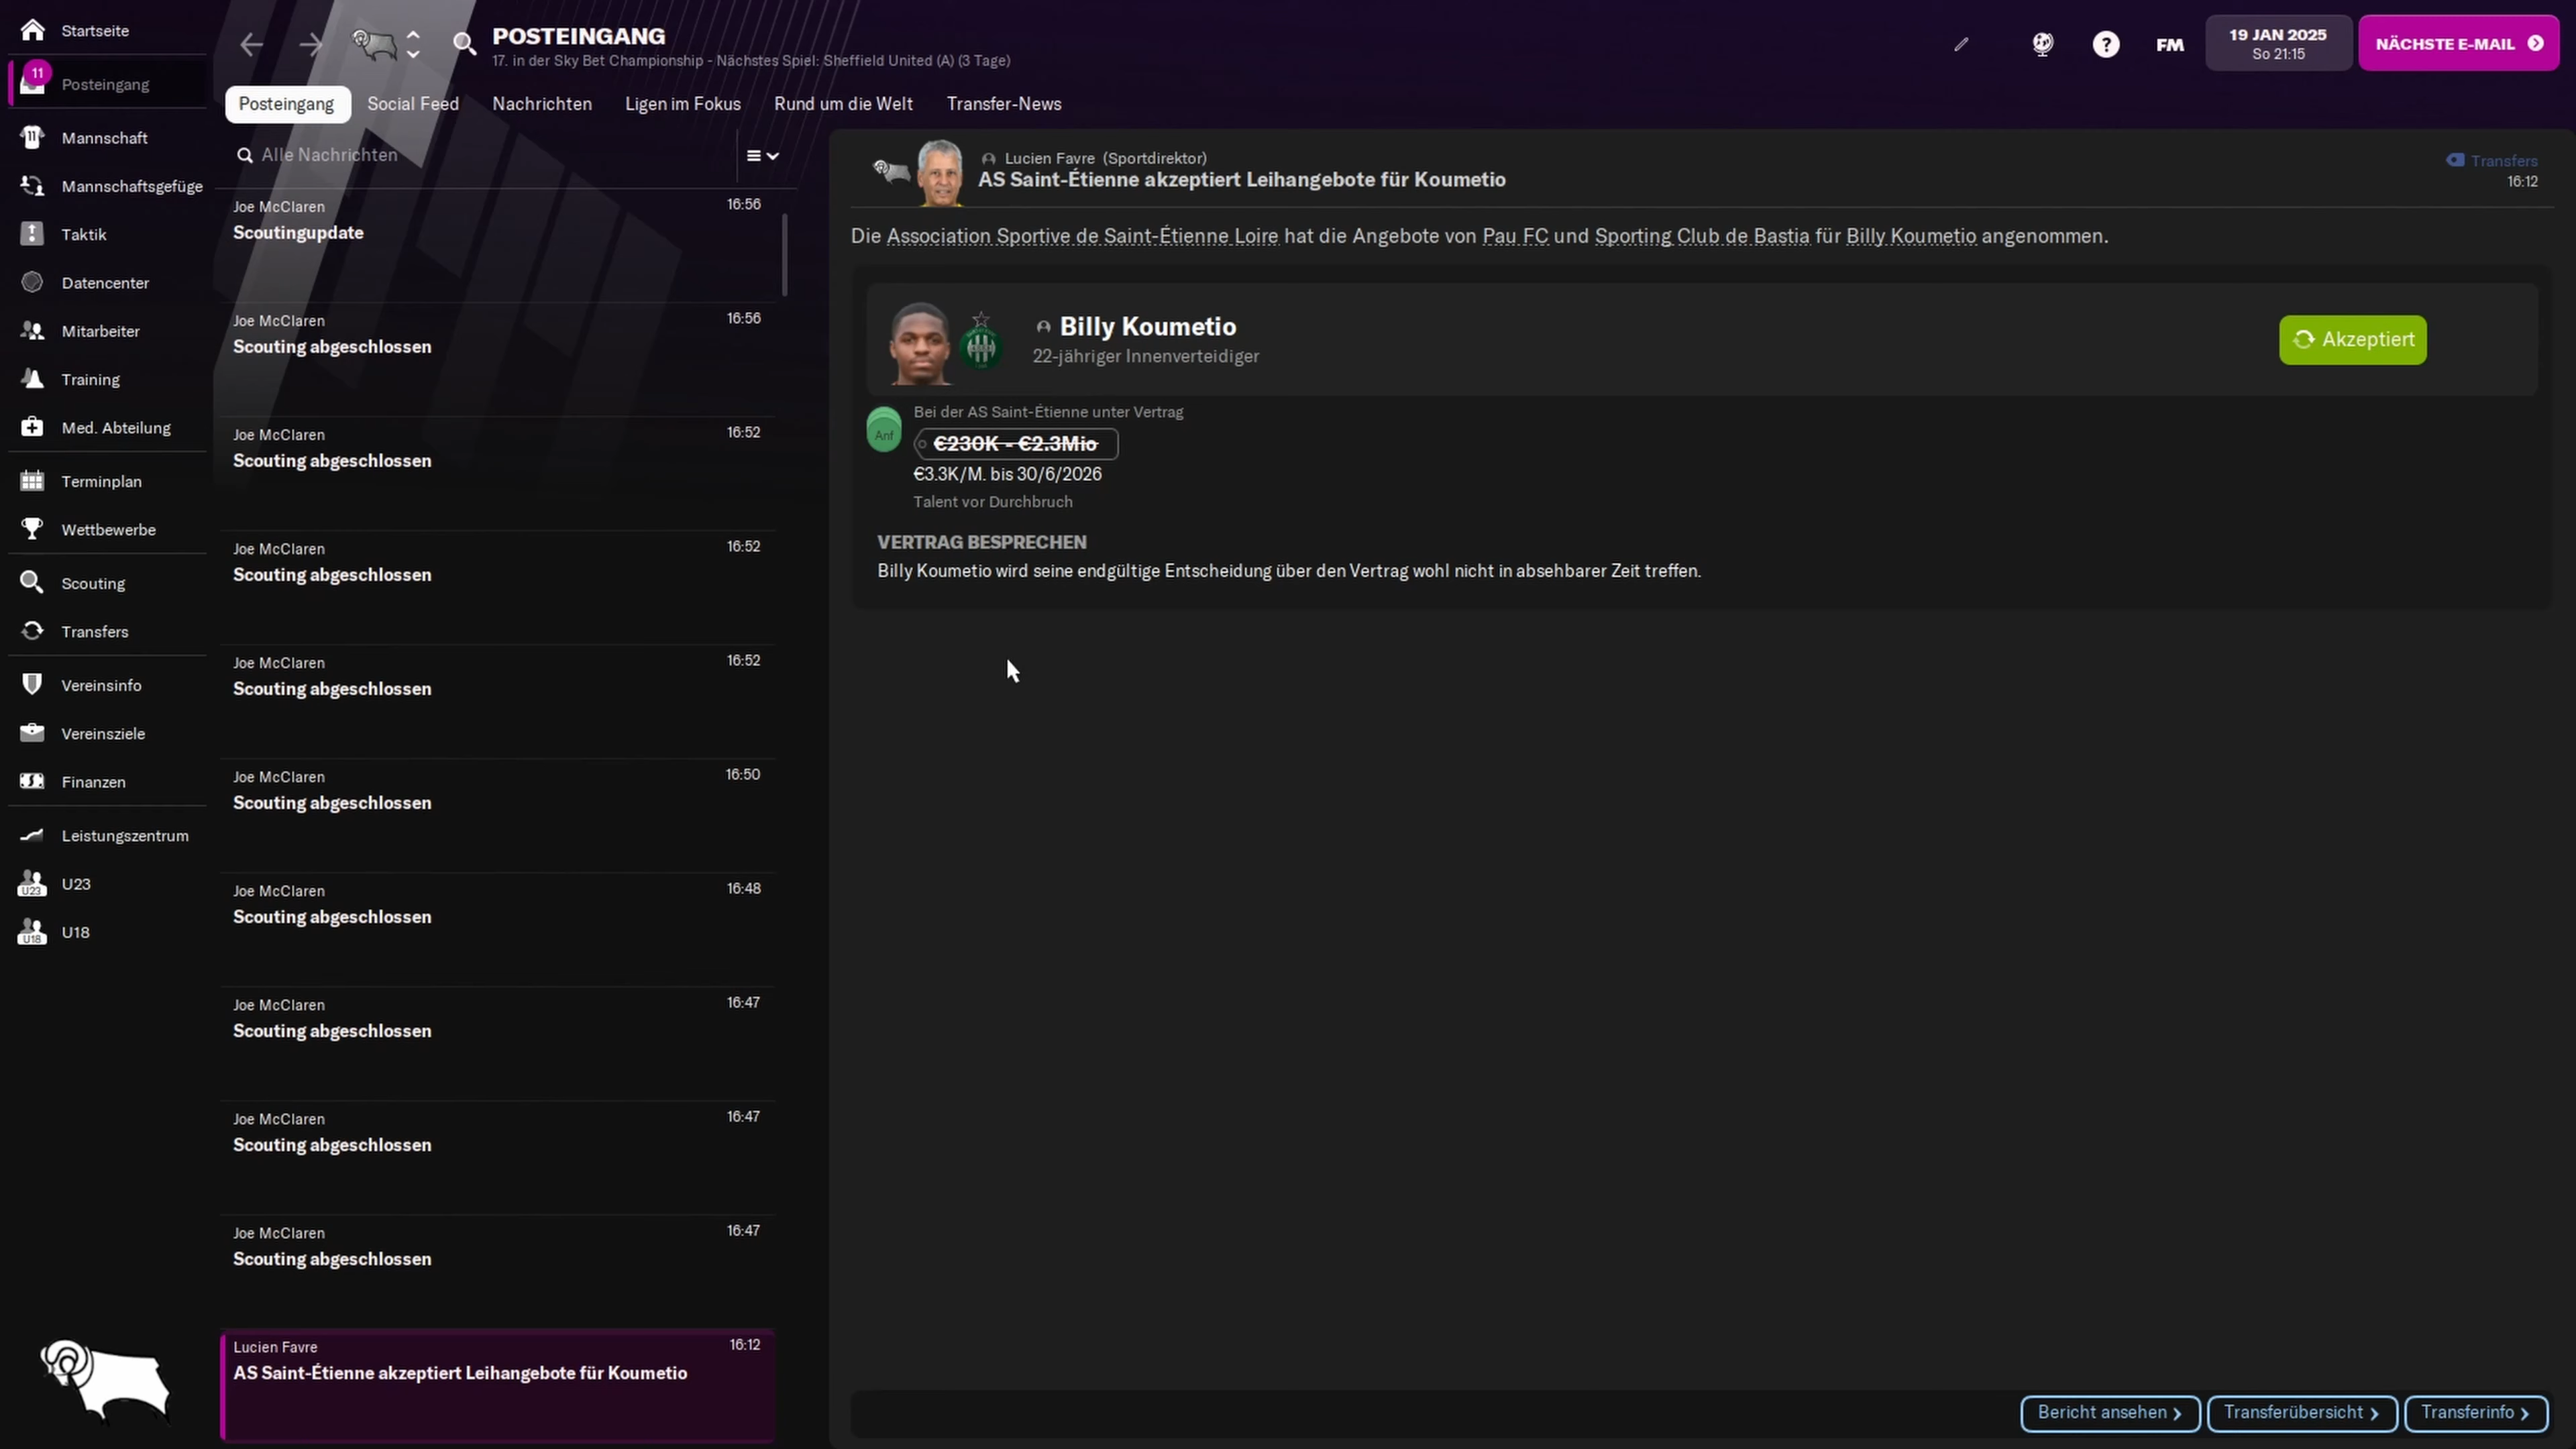 Startseite
11
Posteingang
Mannschaft
Mannschaftsgefüge
Taktik
Datencenter
Mitarbeiter
Training
Med. Abteilung
Terminplan
Wettbewerbe
Scouting
Transfers
Vereinsinfo
Vereinsziele
Finanzen
Leistungszentrum
U23
U23
U18
U18
POSTEINGANG
17. in der Sky Bet Championship - Nächstes Spiel: Sheffield United (A) (3 Tage)
?
FM
19 JAN 2025
So 21:15
NÄCHSTE E-MAIL
Posteingang Social Feed Nachrichten Ligen im Fokus Rund um die Welt Transfer-News
Alle Nachrichten
Joe McClaren 16:56
Scoutingupdate
Joe McClaren 16:56
Scouting abgeschlossen
Joe McClaren 16:52
Scouting abgeschlossen
Joe McClaren 16:52
Scouting abgeschlossen
Joe McClaren 16:52
Scouting abgeschlossen
Joe McClaren 16:50
Scouting abgeschlossen
Joe McClaren 16:48
Scouting abgeschlossen
Joe McClaren 16:47
Scouting abgeschlossen
Joe McClaren 16:47
Scouting abgeschlossen
Joe McClaren 16:47
Scouting abgeschlossen
Lucien Favre 16:12
AS Saint-Étienne akzeptiert Leihangebote für Koumetio
Lucien Favre (Sportdirektor)
AS Saint-Étienne akzeptiert Leihangebote für Koumetio
Transfers
16:12
Die Association Sportive de Saint-Étienne Loire hat die Angebote von Pau FC und Sporting Club de Bastia für Billy Koumetio angenommen.
Billy Koumetio
22-jähriger Innenverteidiger
Akzeptiert
Anf
Bei der AS Saint-Étienne unter Vertrag
€230K - €2.3Mio
€3.3K/M. bis 30/6/2026
Talent vor Durchbruch
VERTRAG BESPRECHEN
Billy Koumetio wird seine endgültige Entscheidung über den Vertrag wohl nicht in absehbarer Zeit treffen.
Bericht ansehen Transferübersicht Transferinfo